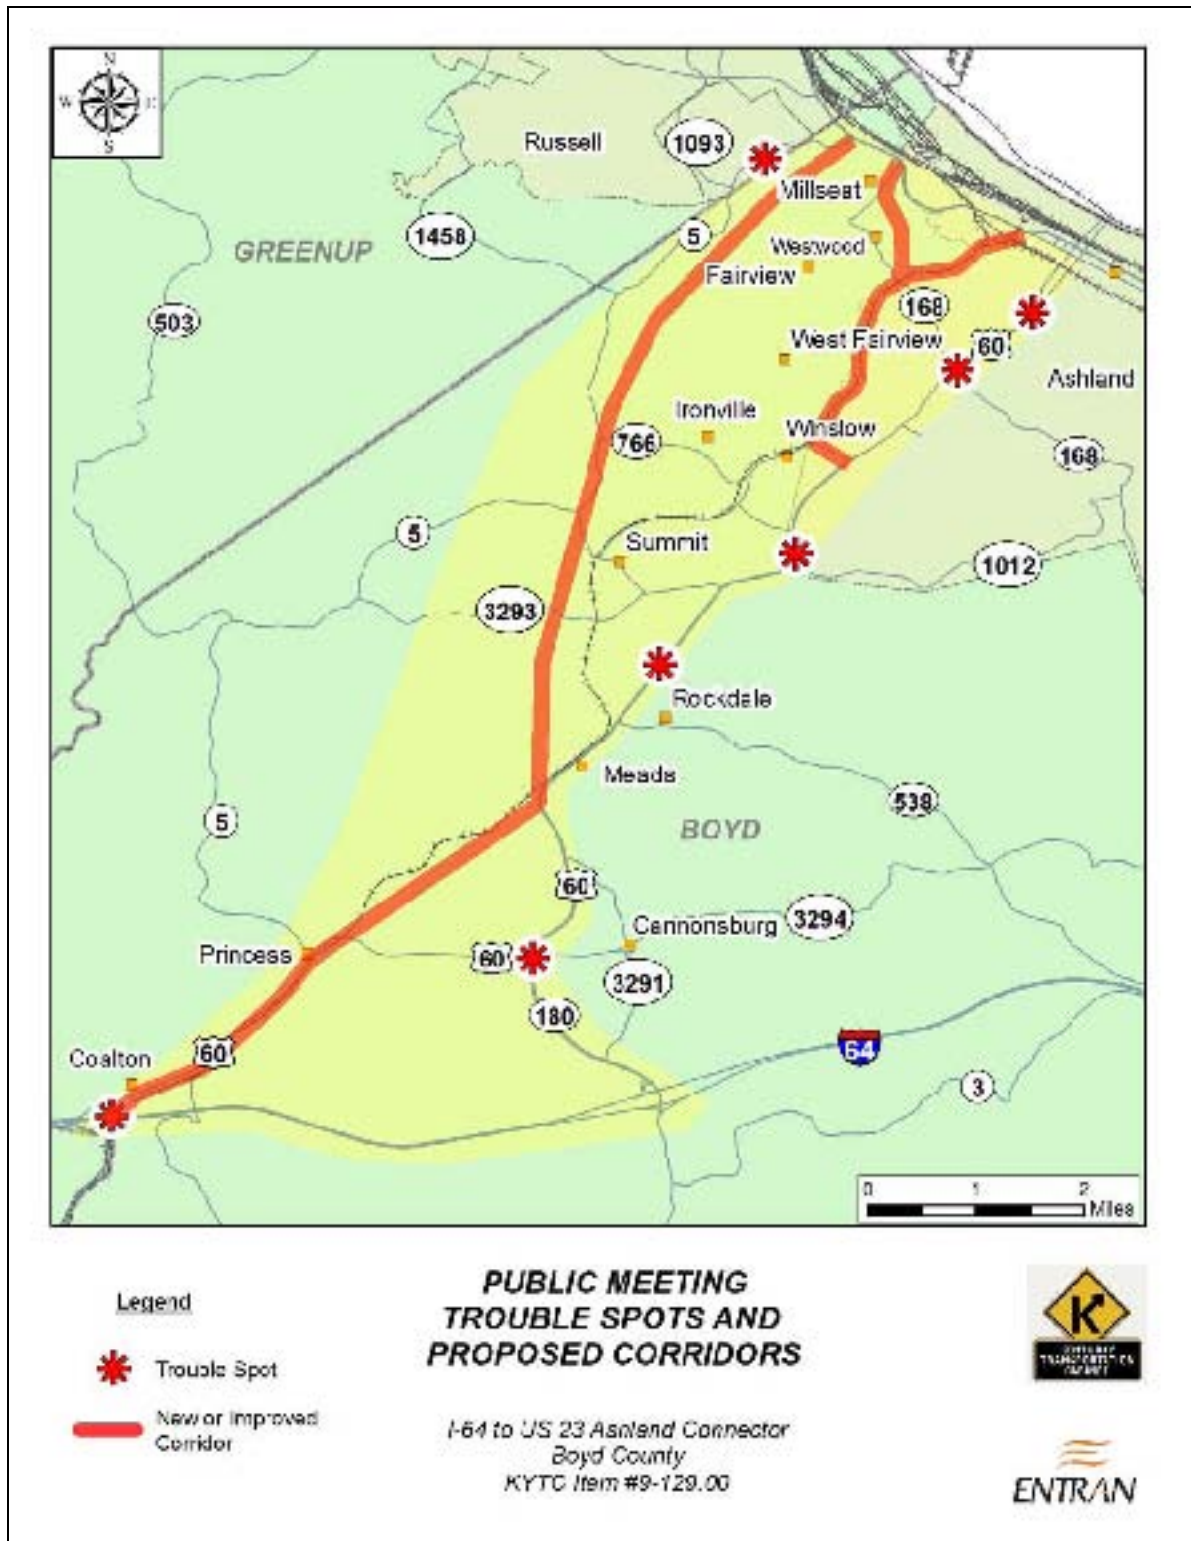 N
W E
S
Russell
1093
Millseat
1458
5
GREENUP
Westwood
Fairview
503
168
West Fairview
60
Ashland
Ironville
Winslow
766
168
5
Summit
1012
3293
Rockdale
Meads
538
5
BOYD
60
Cannonsburg
3294
Princess
60
3291
180
Coalton
60
64
3
0 1 2
Miles
Legend
Trouble Spot
New or Improved
Corridor
PUBLIC MEETING
TROUBLE SPOTS AND
PROPOSED CORRIDORS
I-64 to US 23 Ashland Connector
Boyd County
KYTC Item #9-129.00
K
KENTUCKY
TRANSPORTATION
CABINET
ENTRAN